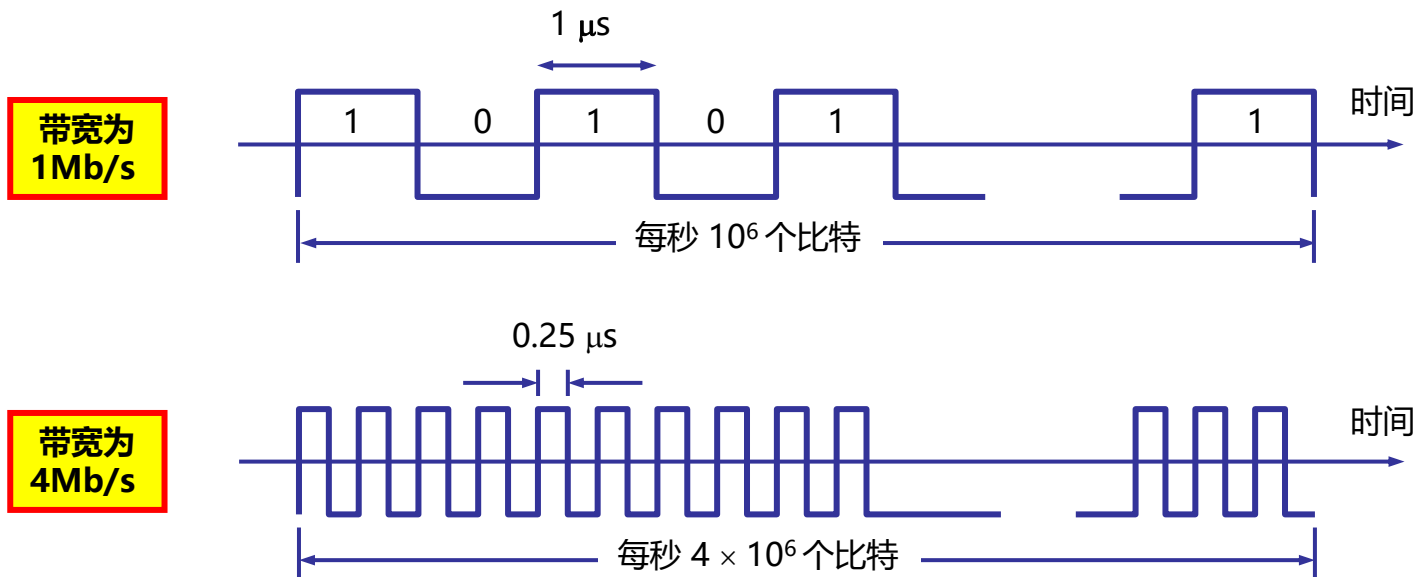 1 μs
带宽为
1Mb/s
1 0 1 0 1 1
时间
每秒 10⁶ 个比特
0.25 μs
带宽为
4Mb/s
时间
每秒 4 × 10⁶ 个比特